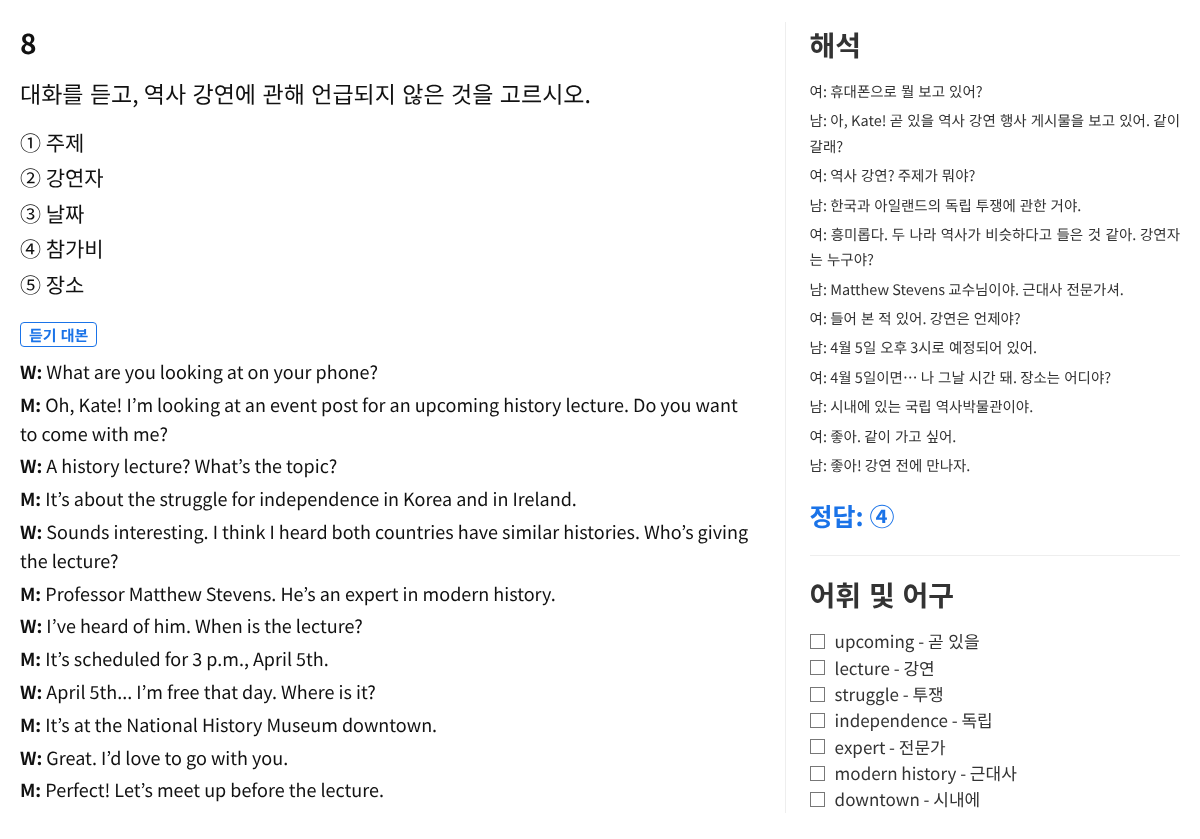 8
대화를 듣고, 역사 강연에 관해 언급되지 않은 것을 고르시오.
① 주제
② 강연자
③ 날짜
④ 참가비
⑤ 장소
듣기 대본
W: What are you looking at on your phone?
M: Oh, Kate! I’m looking at an event post for an upcoming history lecture. Do you want
to come with me?
W: A history lecture? What’s the topic?
M: It’s about the struggle for independence in Korea and in Ireland.
W: Sounds interesting. I think I heard both countries have similar histories. Who’s giving
the lecture?
M: Professor Matthew Stevens. He’s an expert in modern history.
W: I’ve heard of him. When is the lecture?
M: It’s scheduled for 3 p.m., April 5th.
W: April 5th... I’m free that day. Where is it?
M: It’s at the National History Museum downtown.
W: Great. I’d love to go with you.
M: Perfect! Let’s meet up before the lecture.
해석
여: 휴대폰으로 뭘 보고 있어?
남: 아, Kate! 곧 있을 역사 강연 행사 게시물을 보고 있어. 같이
갈래?
여: 역사 강연? 주제가 뭐야?
남: 한국과 아일랜드의 독립 투쟁에 관한 거야.
여: 흥미롭다. 두 나라 역사가 비슷하다고 들은 것 같아. 강연자
는 누구야?
남: Matthew Stevens 교수님이야. 근대사 전문가셔.
여: 들어 본 적 있어. 강연은 언제야?
남: 4월 5일 오후 3시로 예정되어 있어.
여: 4월 5일이면… 나 그날 시간 돼. 장소는 어디야?
남: 시내에 있는 국립 역사박물관이야.
여: 좋아. 같이 가고 싶어.
남: 좋아! 강연 전에 만나자.
정답: ④
어휘 및 어구
□ upcoming - 곧 있을
□ lecture - 강연
□ struggle - 투쟁
□ independence - 독립
□ expert - 전문가
□ modern history - 근대사
□ downtown - 시내에